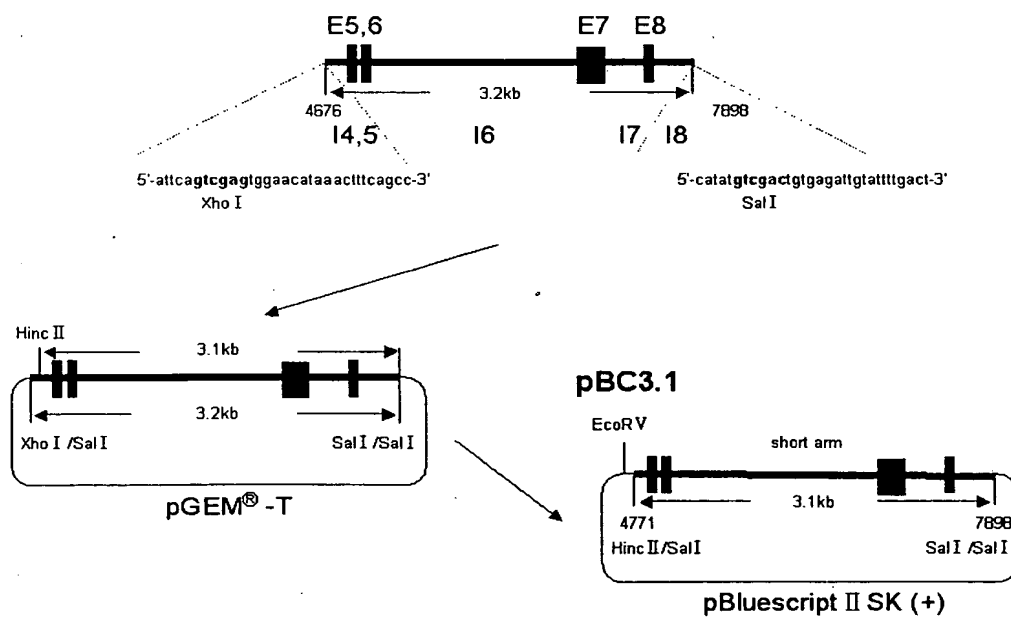 E5,6 E7 E8
3.2kb
4676 7898
I4,5 I6 I7 I8
5'-attcagtcgagtggaacataaactttcagcc-3' 5'-catatgtcgactgtgagattgtattttgact-3'
Xho I Sal I
Hinc II
3.1kb
3.2kb
Xho I /Sal I Sal I /Sal I
pGEM® -T
pBC3.1
EcoR V
short arm
3.1kb
4771 7898
Hinc II/Sal I Sal I /Sal I
pBluescript II SK (+)